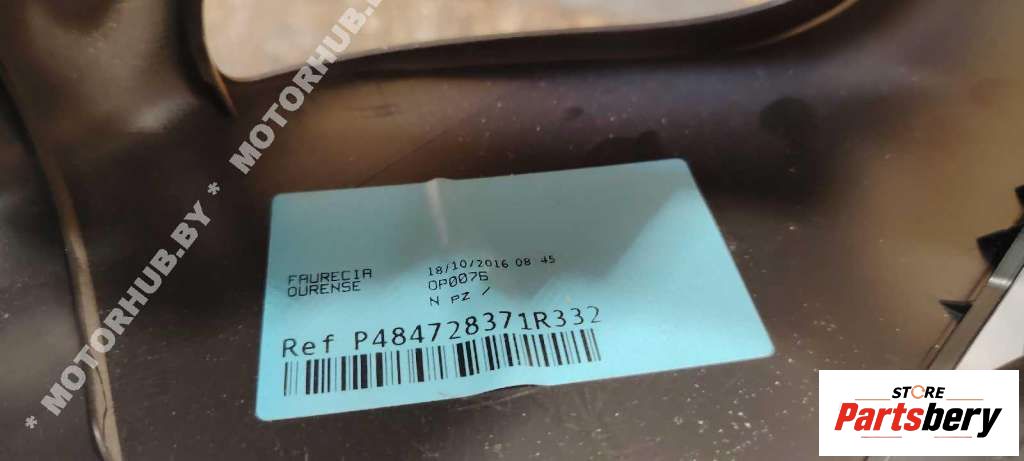 * MOTORHUB.BY * MOTORHUB.BY
FAURECIA
OURENSE
18/10/2016 08 45
OP0076
N PZ /
Ref P484728371R332
STORE
Partsbery